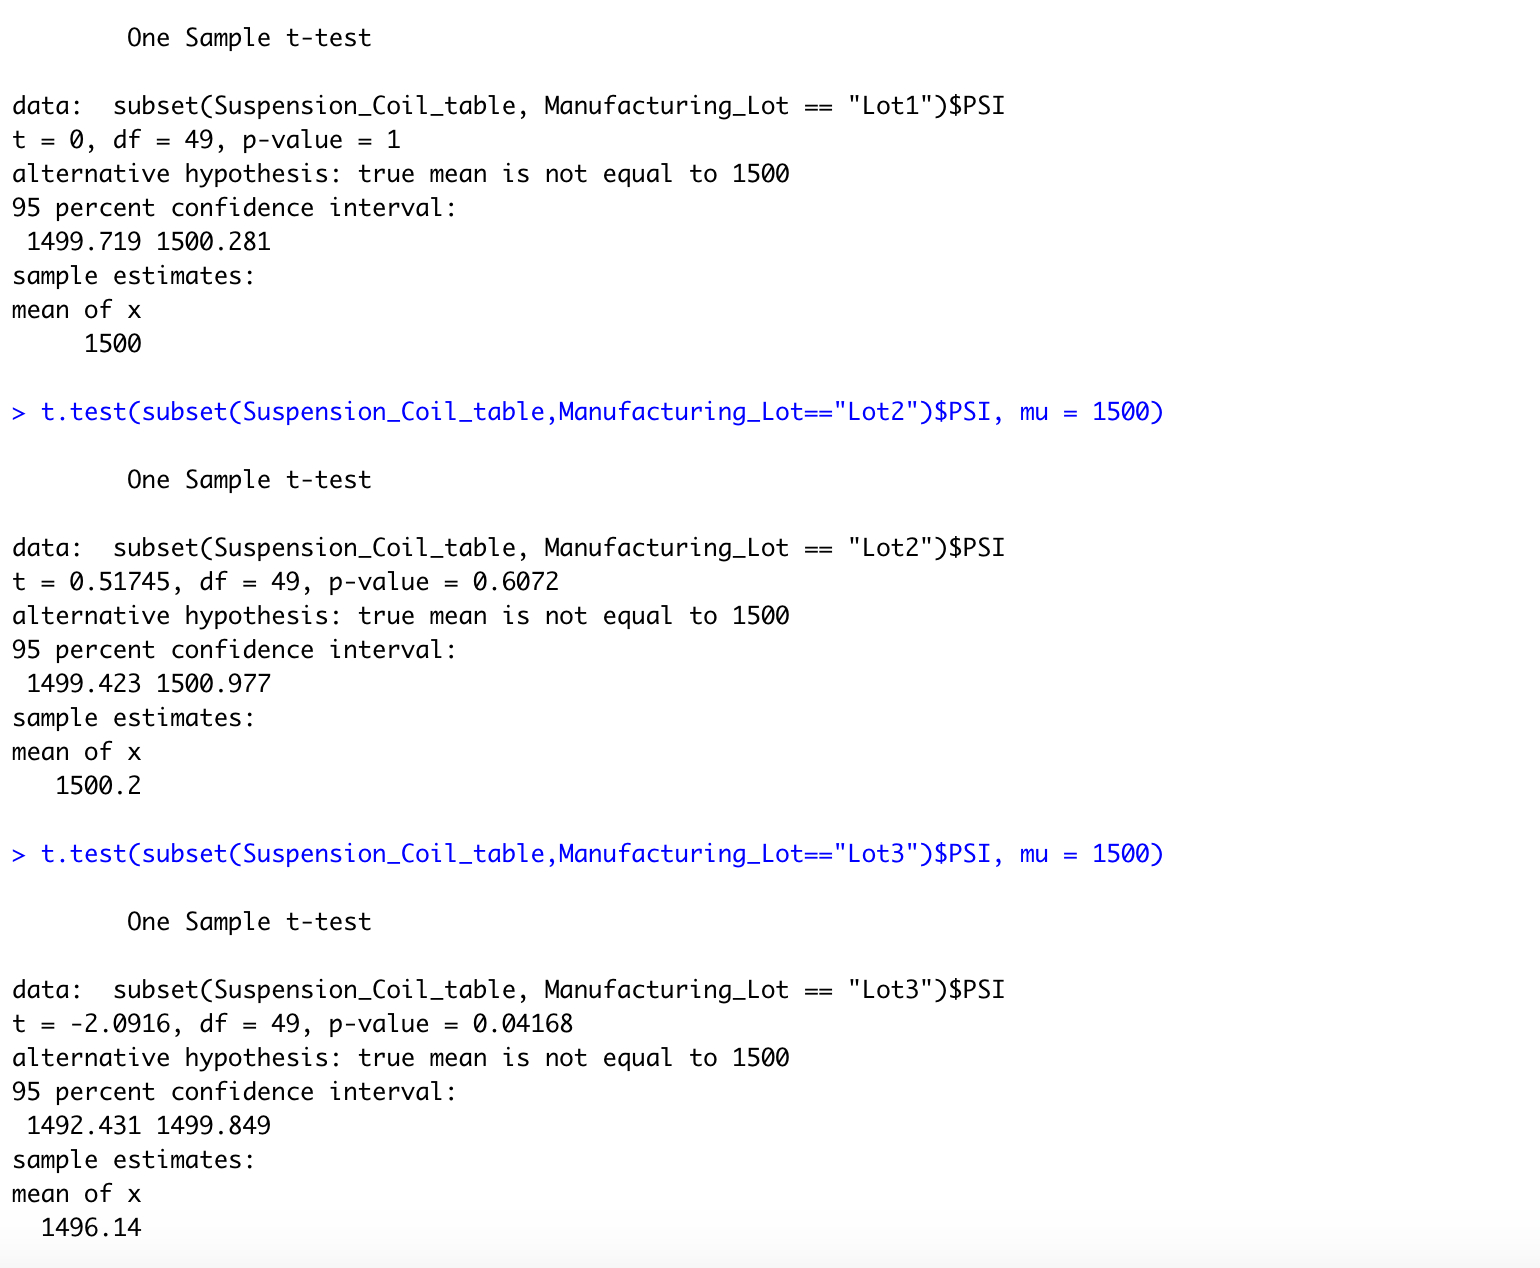 One Sample t-test
data:  subset(Suspension_Coil_table, Manufacturing_Lot == "Lot1")$PSI
t = 0, df = 49, p-value = 1
alternative hypothesis: true mean is not equal to 1500
95 percent confidence interval:
 1499.719 1500.281
sample estimates:
mean of x
     1500
> t.test(subset(Suspension_Coil_table,Manufacturing_Lot=="Lot2")$PSI, mu = 1500)
One Sample t-test
data:  subset(Suspension_Coil_table, Manufacturing_Lot == "Lot2")$PSI
t = 0.51745, df = 49, p-value = 0.6072
alternative hypothesis: true mean is not equal to 1500
95 percent confidence interval:
 1499.423 1500.977
sample estimates:
mean of x
   1500.2
> t.test(subset(Suspension_Coil_table,Manufacturing_Lot=="Lot3")$PSI, mu = 1500)
One Sample t-test
data:  subset(Suspension_Coil_table, Manufacturing_Lot == "Lot3")$PSI
t = -2.0916, df = 49, p-value = 0.04168
alternative hypothesis: true mean is not equal to 1500
95 percent confidence interval:
 1492.431 1499.849
sample estimates:
mean of x
  1496.14